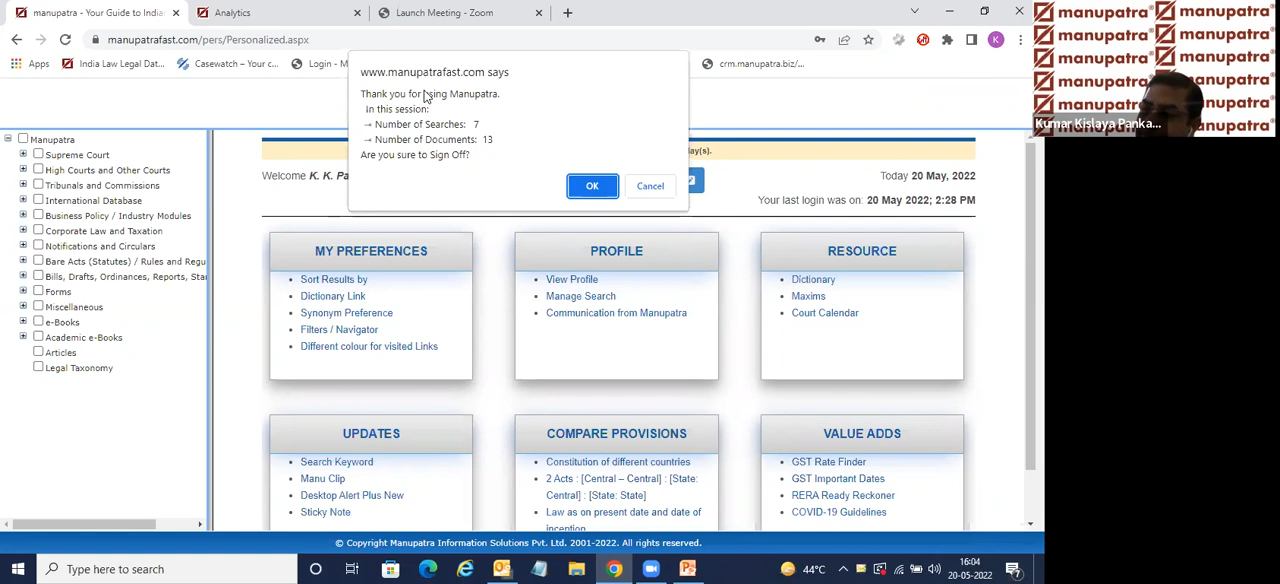 manupatra - Your Guide to India
Analytics
Launch Meeting - Zoom
manupatrafast.com/pers/Personalized.aspx
K
Apps
India Law Legal Dat...
Casewatch – Your c...
Login - M
crm.manupatra.biz/...
www.manupatrafast.com says
Thank you for using Manupatra.
In this session:
→ Number of Searches: 7
→ Number of Documents: 13
Are you sure to Sign Off?
OK
Cancel
ay(s).
Welcome K. K. Pa
Today 20 May, 2022
Your last login was on: 20 May 2022; 2:28 PM
Manupatra
Supreme Court
High Courts and Other Courts
Tribunals and Commissions
International Database
Business Policy / Industry Modules
Corporate Law and Taxation
Notifications and Circulars
Bare Acts (Statutes) / Rules and Regu
Bills, Drafts, Ordinances, Reports, Star
Forms
Miscellaneous
e-Books
Academic e-Books
Articles
Legal Taxonomy
MY PREFERENCES
Sort Results by
Dictionary Link
Synonym Preference
Filters / Navigator
Different colour for visited Links
PROFILE
View Profile
Manage Search
Communication from Manupatra
RESOURCE
Dictionary
Maxims
Court Calendar
UPDATES
Search Keyword
Manu Clip
Desktop Alert Plus New
Sticky Note
COMPARE PROVISIONS
Constitution of different countries
2 Acts : [Central – Central] : [State:
Central] : [State: State]
Law as on present date and date of
inception
VALUE ADDS
GST Rate Finder
GST Important Dates
RERA Ready Reckoner
COVID-19 Guidelines
© Copyright Manupatra Information Solutions Pvt. Ltd. 2001-2022. All rights reserved.
Type here to search
44°C
16:04
20-05-2022
7
manupatra® manupatra®
manupatra® manupatra®
manupatra® manupatra®
Kumar Kislaya Panka...